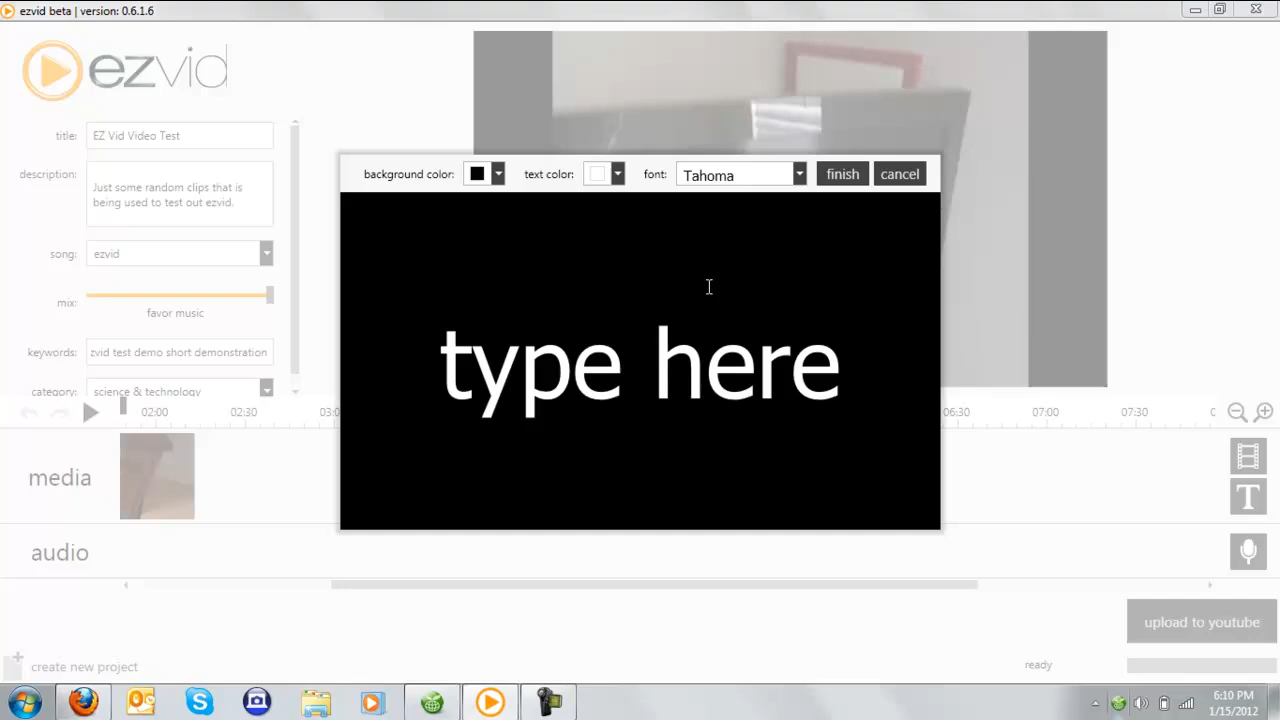 ezvid beta | version: 0.6.1.6
ezvid
title: EZ Vid Video Test
description: Just some random clips that is
being used to test out ezvid.
song: ezvid
mix:
favor music
keywords: zvid test demo short demonstration
category: science & technology
background color: text color: font: Tahoma finish cancel
type here
02:00 02:30 03:0 06:30 07:00 07:30 0
media
T
audio
upload to youtube
create new project
ready
6:10 PM
1/15/2012